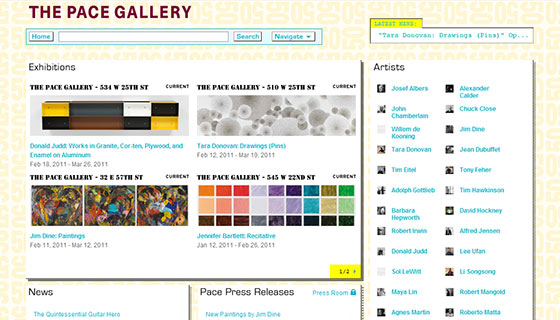 THE PACE GALLERY
Home
Search
Navigate
LATEST NEWS:
"Tara Donovan: Drawings (Pins)" Op...
Exhibitions
THE PACE GALLERY - 534 W 25TH ST
CURRENT
Donald Judd: Works in Granite, Cor-ten, Plywood, and
Enamel on Aluminum
Feb 18, 2011 - Mar 26, 2011
THE PACE GALLERY - 510 W 25TH ST
CURRENT
Tara Donovan: Drawings (Pins)
Feb 12, 2011 - Mar 19, 2011
THE PACE GALLERY - 32 E 57TH ST
CURRENT
Jim Dine: Paintings
Feb 11, 2011 - Mar 12, 2011
THE PACE GALLERY - 545 W 22ND ST
CURRENT
Jennifer Bartlett: Recitative
Jan 12, 2011 - Feb 26, 2011
1/2
Artists
Josef Albers
Alexander
Calder
John
Chamberlain
Chuck Close
Willem de
Kooning
Jim Dine
Tara Donovan
Jean Dubuffet
Tim Eitel
Tony Feher
Adolph Gottlieb
Tim Hawkinson
Barbara
Hepworth
David Hockney
Robert Irwin
Alfred Jensen
Donald Judd
Lee Ufan
Sol LeWitt
Li Songsong
Maya Lin
Robert Mangold
Agnes Martin
Roberto Matta
News
The Quintessential Guitar Hero
Pace Press Releases
Press Room
New Paintings by Jim Dine